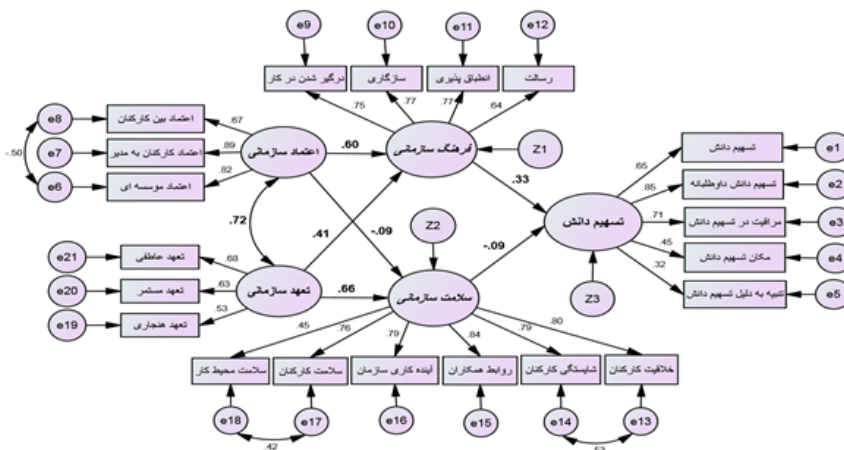 e9
e10
e11
e12
درگیر شدن در کار
سازگاری
انطباق پذیری
رسالت
.75
.77
.77
.64
e8
اعتماد بین کارکنان
.67
e7
اعتماد کارکنان به مدیر
.89
e6
اعتماد موسسه ای
.82
-.50
اعتماد سازمانی
.60
فرهنگ سازمانی
Z1
.33
.72
.41
-.09
Z2
-.09
تسهیم دانش
Z3
.65
تسهیم دانش
e1
.85
تسهیم دانش داوطلبانه
e2
.71
مراقبت در تسهیم دانش
e3
.45
مکان تسهیم دانش
e4
.32
تنبیه به دلیل تسهیم دانش
e5
e21
تعهد عاطفی
.68
e20
تعهد مستمر
.63
e19
تعهد هنجاری
.53
تعهد سازمانی
.66
سلامت سازمانی
.45
.76
.79
.84
.79
.80
سلامت محیط کار
سلامت کارکنان
آینده کاری سازمان
روابط همکاران
شایستگی کارکنان
خلاقیت کارکنان
e18
e17
e16
e15
e14
e13
.42
.53